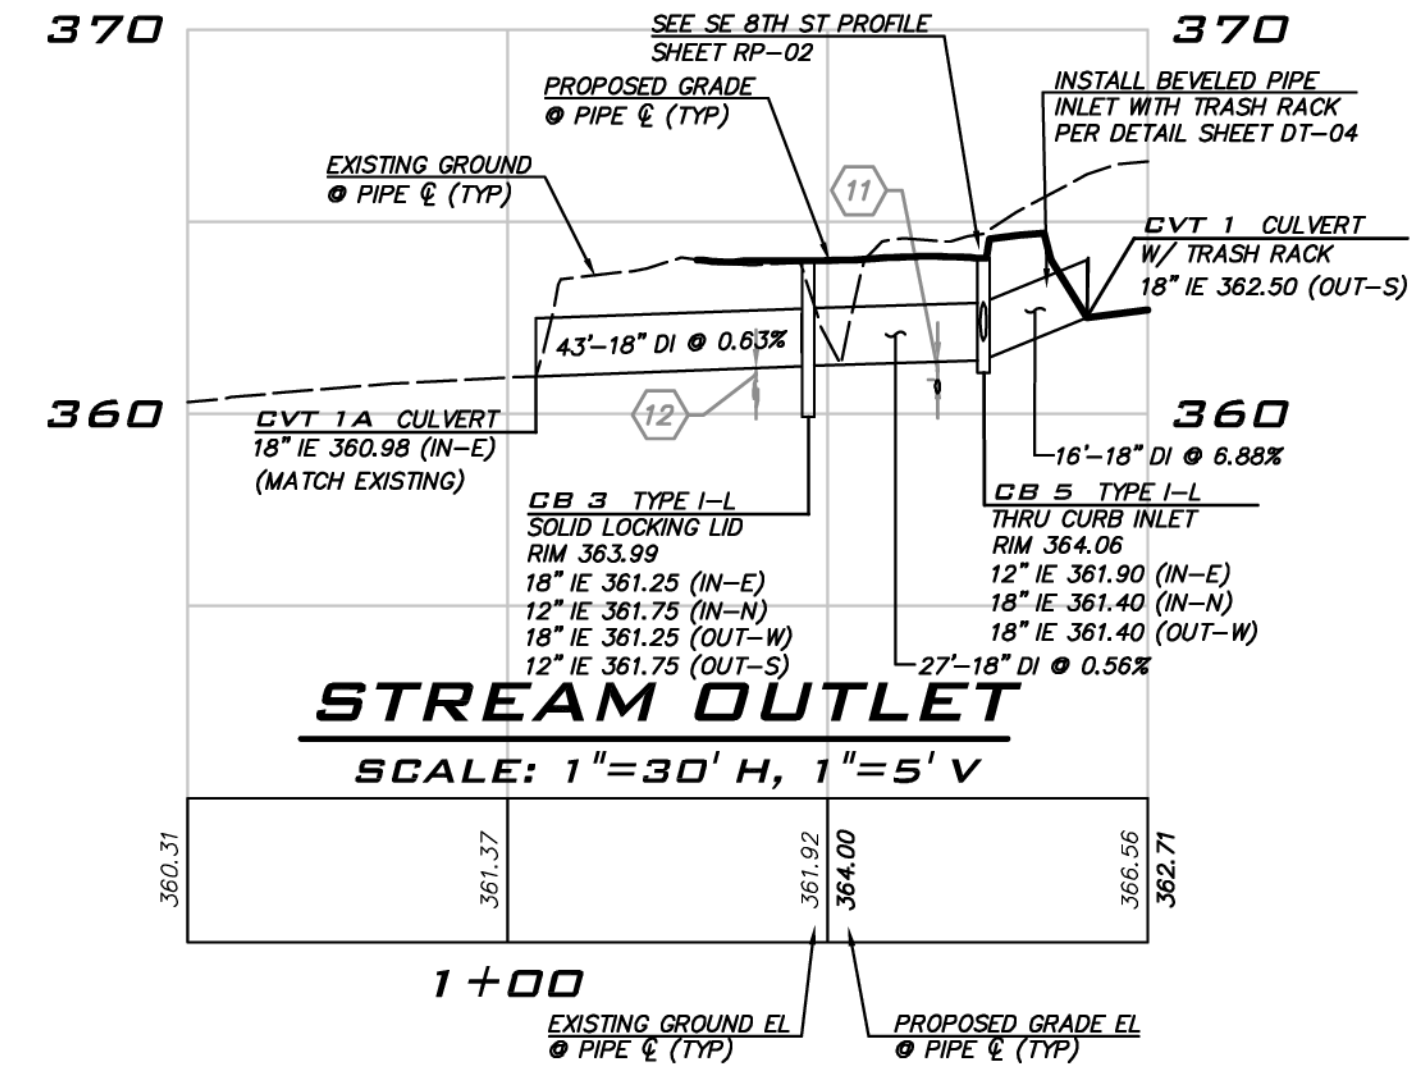 370
370
SEE SE 8TH ST PROFILE
SHEET RP-02
PROPOSED GRADE
@ PIPE ℄ (TYP)
INSTALL BEVELED PIPE
INLET WITH TRASH RACK
PER DETAIL SHEET DT-04
EXISTING GROUND
@ PIPE ℄ (TYP)
11
CVT 1 CULVERT
W/ TRASH RACK
18" IE 362.50 (OUT-S)
43'-18" DI @ 0.63%
12
360
360
CVT 1A CULVERT
18" IE 360.98 (IN-E)
(MATCH EXISTING)
16'-18" DI @ 6.88%
CB 3 TYPE I-L
SOLID LOCKING LID
RIM 363.99
18" IE 361.25 (IN-E)
12" IE 361.75 (IN-N)
18" IE 361.25 (OUT-W)
12" IE 361.75 (OUT-S)
CB 5 TYPE I-L
THRU CURB INLET
RIM 364.06
12" IE 361.90 (IN-E)
18" IE 361.40 (IN-N)
18" IE 361.40 (OUT-W)
27'-18" DI @ 0.56%
STREAM OUTLET
SCALE: 1"=30' H, 1"=5' V
360.31
361.37
361.92
364.00
366.56
362.71
1+00
EXISTING GROUND EL
@ PIPE ℄ (TYP)
PROPOSED GRADE EL
@ PIPE ℄ (TYP)